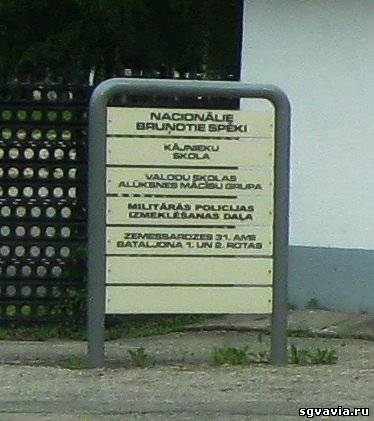 NACIONĀLIE
BRUŅOTIE SPĒKI
KĀJNIEKU
SKOLA
VALODU SKOLAS
ALŪKSNES MĀCĪBU GRUPA
MILITĀRĀS POLICIJAS
IZMEKLĒŠANAS DAĻA
ZEMESSARDZES 31. AMB
BATALJONA 1. UN 2. ROTAS
sgvavia.ru